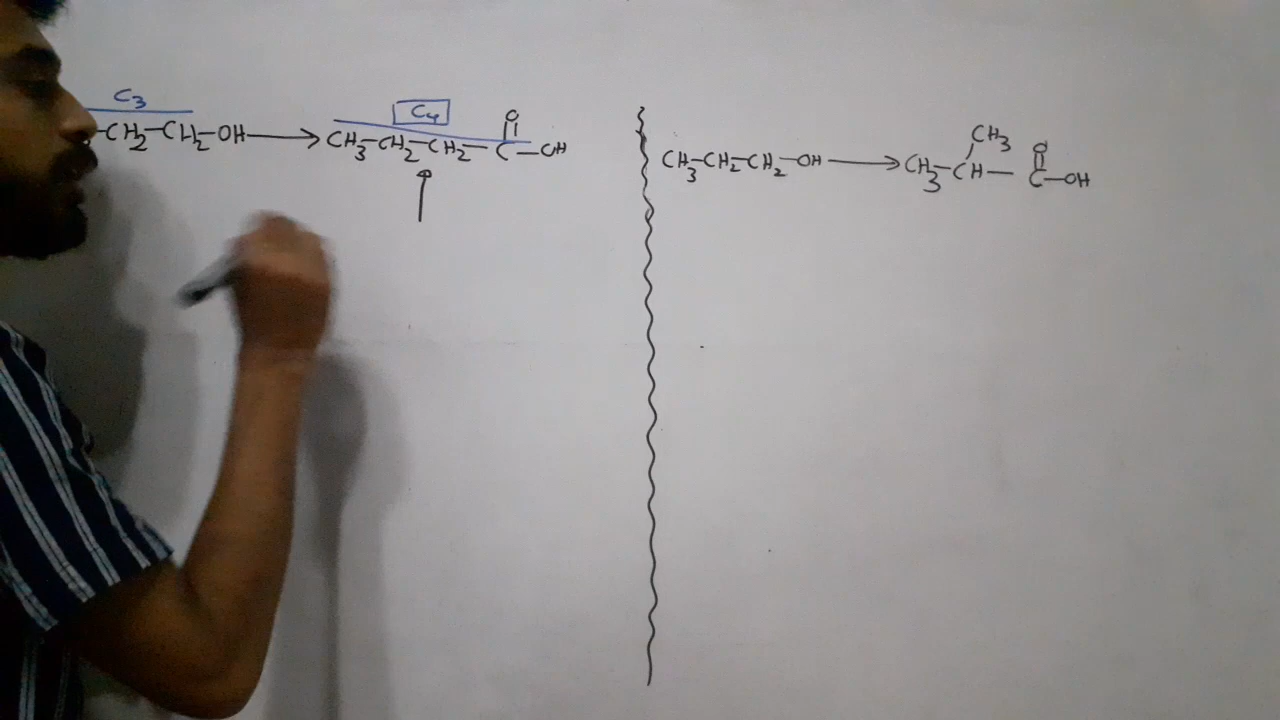 C3
C4
-CH2-CH2-OH → CH3-CH2-CH2-C-OH
O
CH3-CH2-CH2-OH → CH3-CH-C-OH
CH3
O